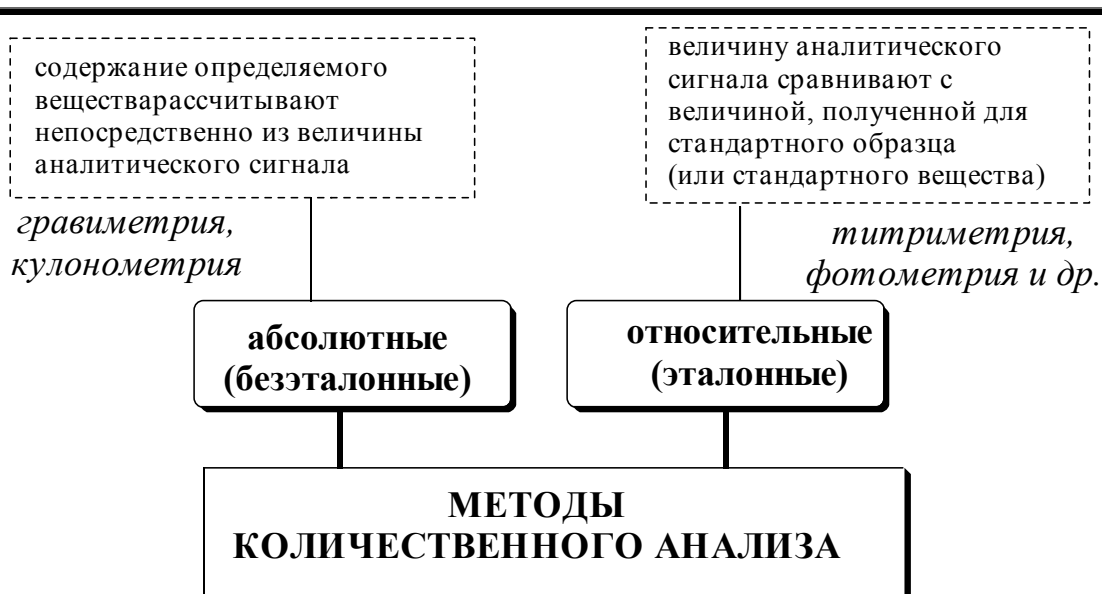 содержание определяемого
веществарассчитывают
непосредственно из величины
аналитического сигнала
величину аналитического
сигнала сравнивают с
величиной, полученной для
стандартного образца
(или стандартного вещества)
гравиметрия,
кулонометрия
титриметрия,
фотометрия и др.
абсолютные
(безэталонные)
относительные
(эталонные)
МЕТОДЫ
КОЛИЧЕСТВЕННОГО АНАЛИЗА